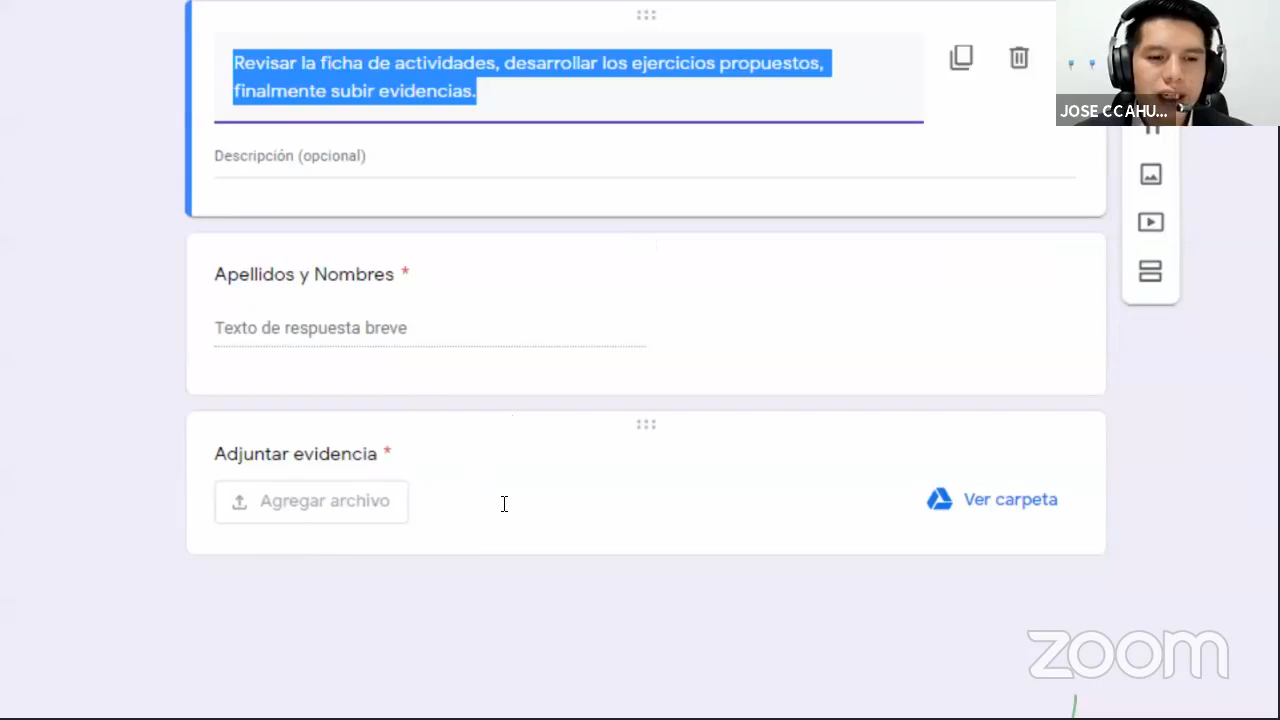 Revisar la ficha de actividades, desarrollar los ejercicios propuestos,
finalmente subir evidencias.
JOSE CCAHU...
Descripción (opcional)
Apellidos y Nombres *
Texto de respuesta breve
Adjuntar evidencia *
Agregar archivo
Ver carpeta
zoom